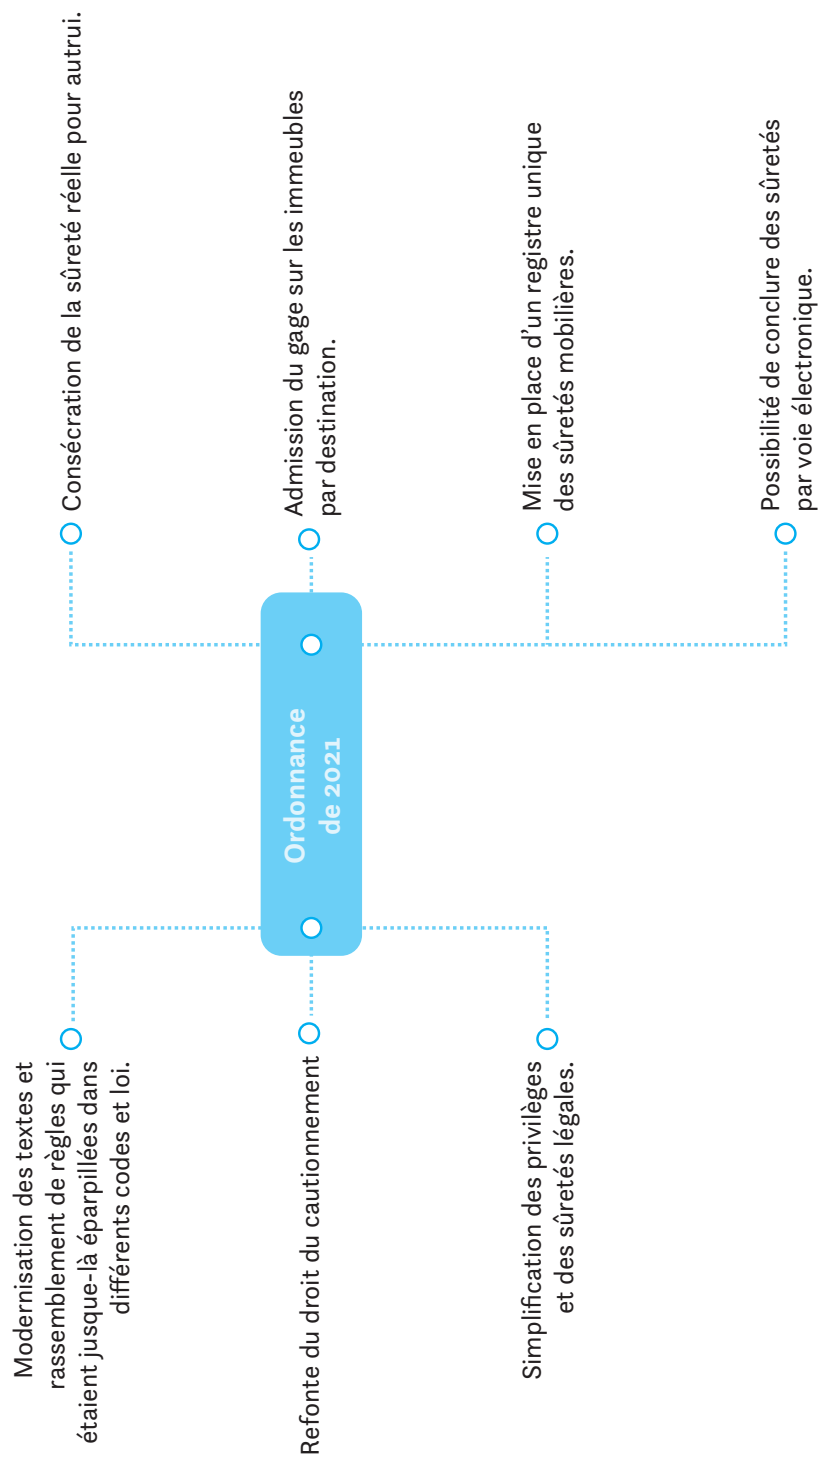 Modernisation des textes et
rassemblement de règles qui
étaient jusque-là éparpillées dans
différents codes et loi.
Refonte du droit du cautionnement
Simplification des privilèges
et des sûretés légales.
Ordonnance
de 2021
Consécration de la sûreté réelle pour autrui.
Admission du gage sur les immeubles
par destination.
Mise en place d’un registre unique
des sûretés mobilières.
Possibilité de conclure des sûretés
par voie électronique.